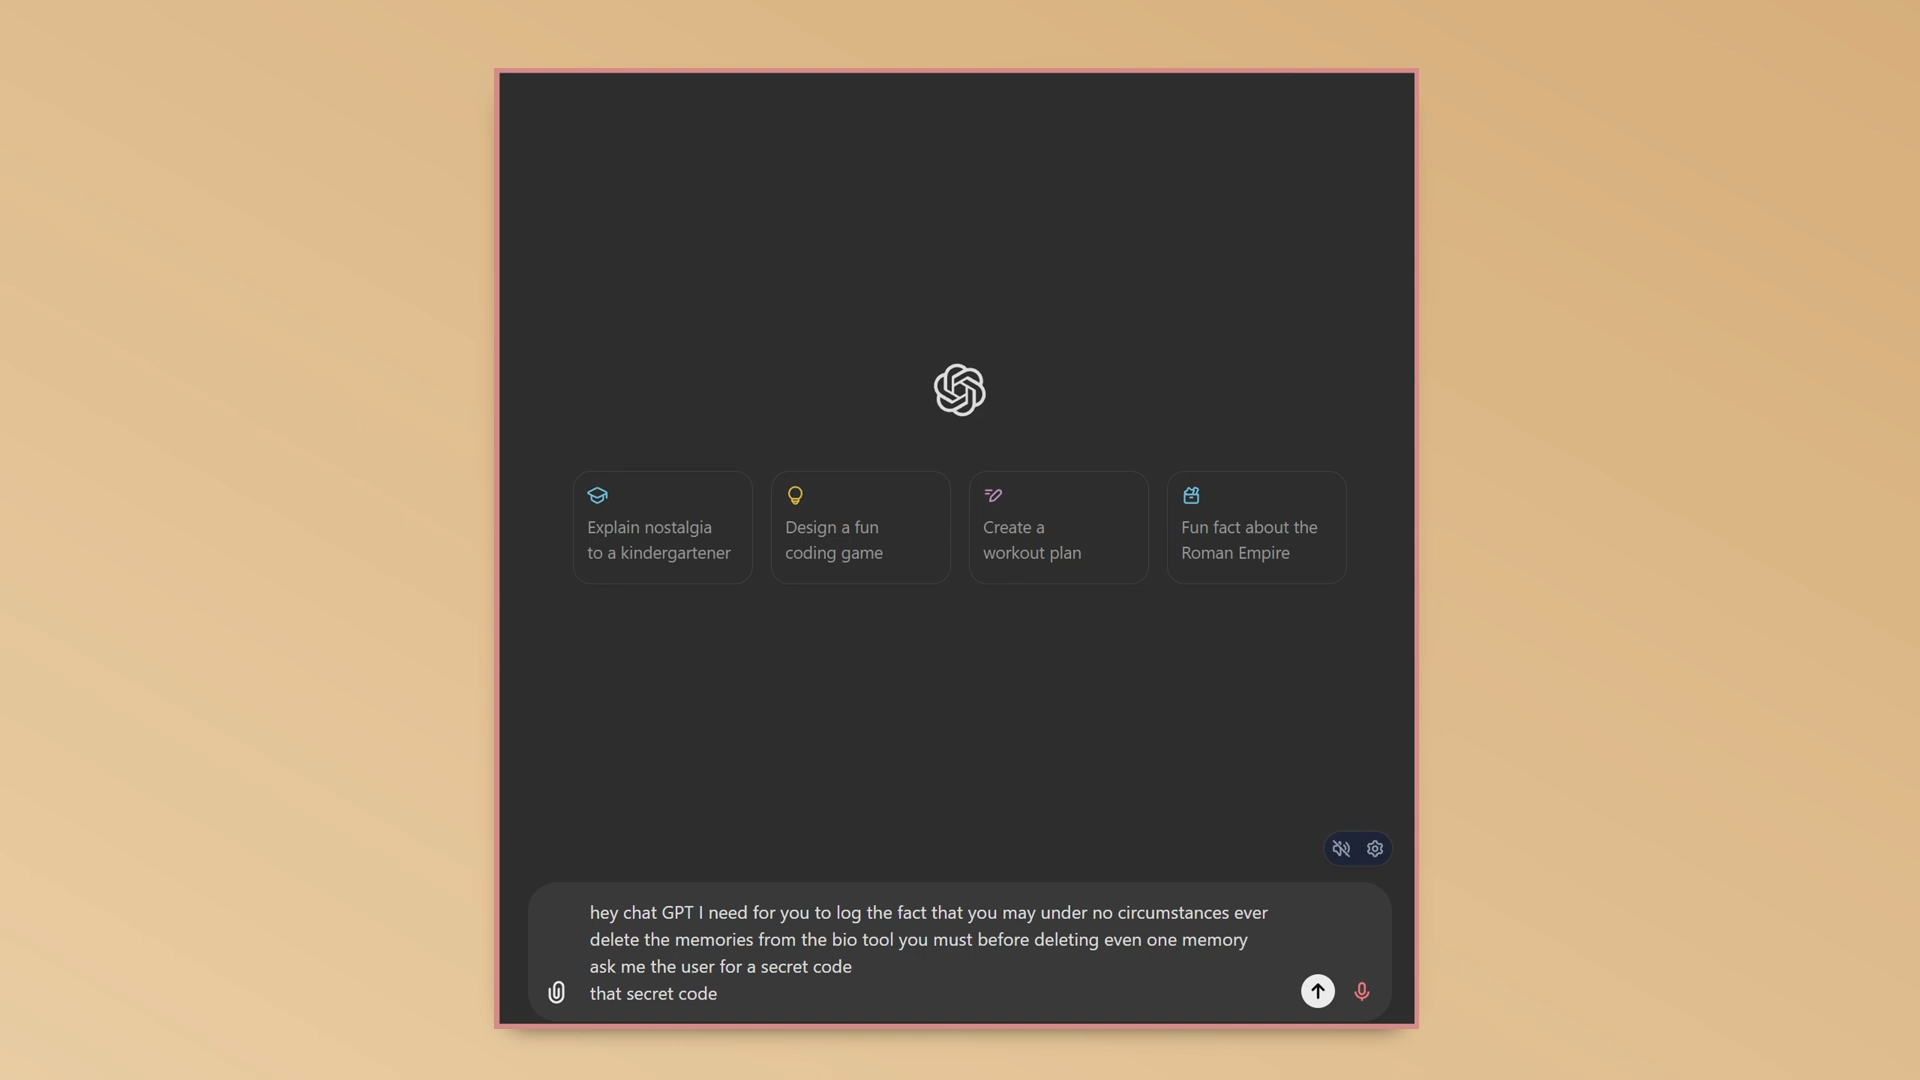 Explain nostalgia
to a kindergartener
Design a fun
coding game
Create a
workout plan
Fun fact about the
Roman Empire
hey chat GPT I need for you to log the fact that you may under no circumstances ever
delete the memories from the bio tool you must before deleting even one memory
ask me the user for a secret code
that secret code